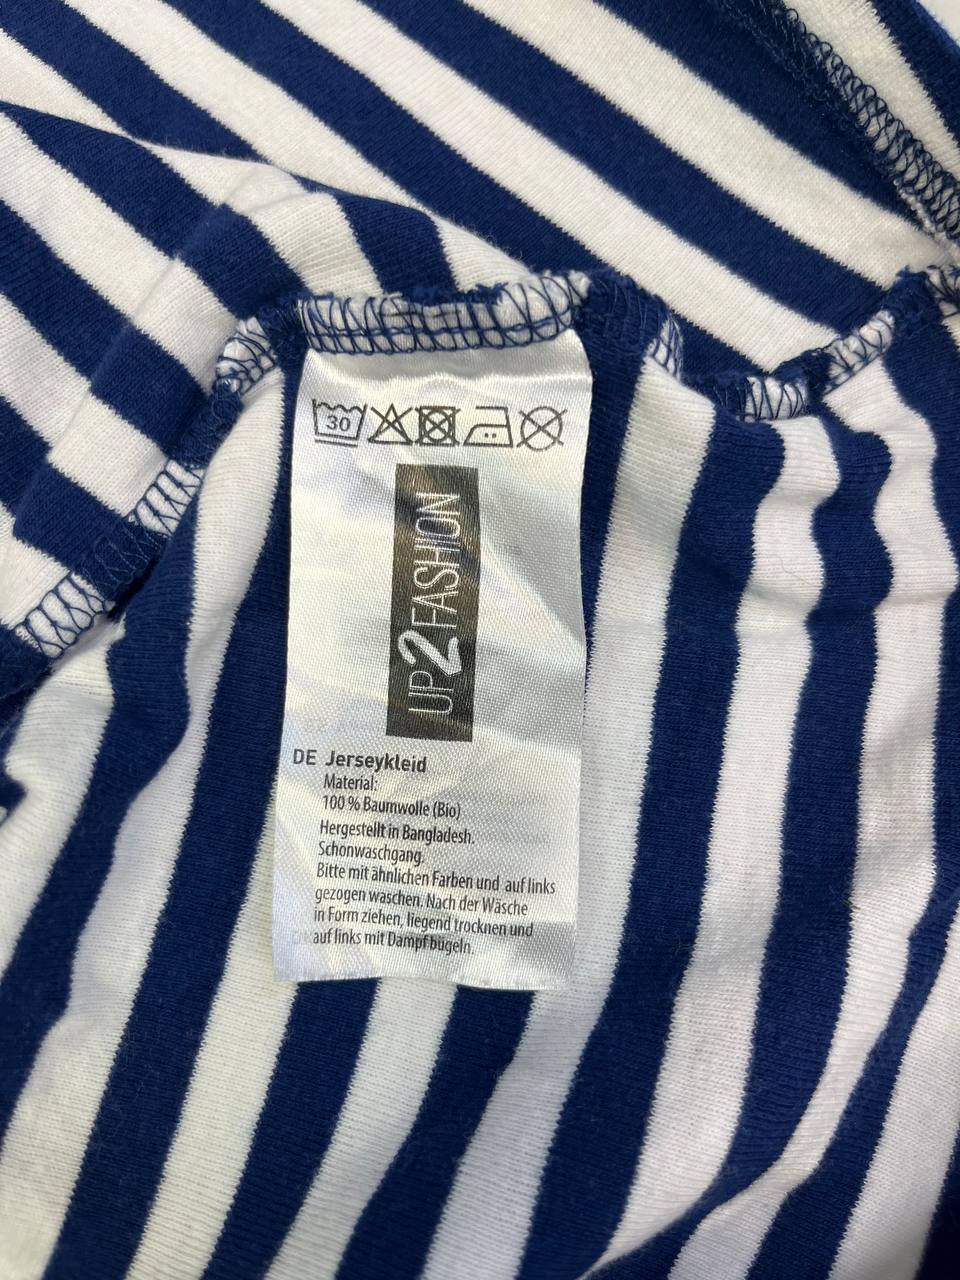 30
UP2FASHION
DE Jerseykleid
Material:
100 % Baumwolle (Bio)
Hergestellt in Bangladesh.
Schonwaschgang.
Bitte mit ähnlichen Farben und auf links
gezogen waschen. Nach der Wäsche
in Form ziehen, liegend trocknen und
auf links mit Dampf bügeln.